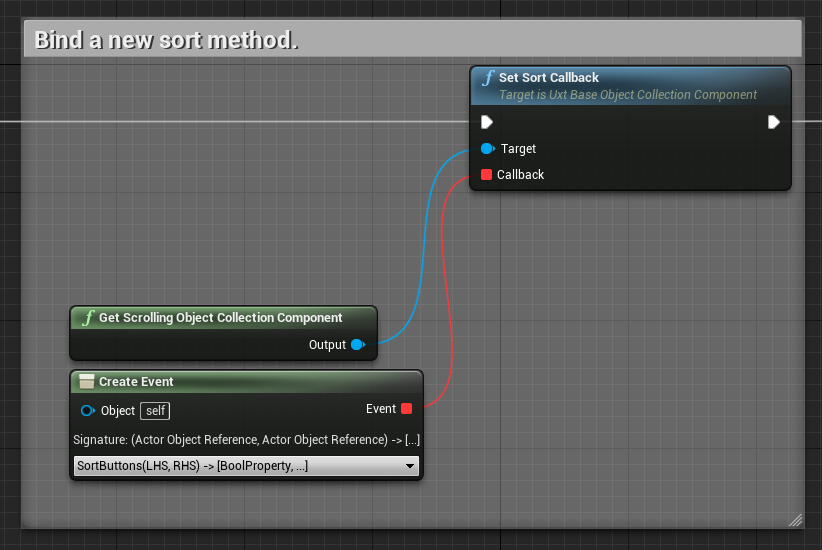 Bind a new sort method.
f Set Sort Callback
Target is Uxt Base Object Collection Component
Target
Callback
f Get Scrolling Object Collection Component
Output
Create Event
Object self Event
Signature: (Actor Object Reference, Actor Object Reference) -> [...]
SortButtons(LHS, RHS) -> [BoolProperty, ...]